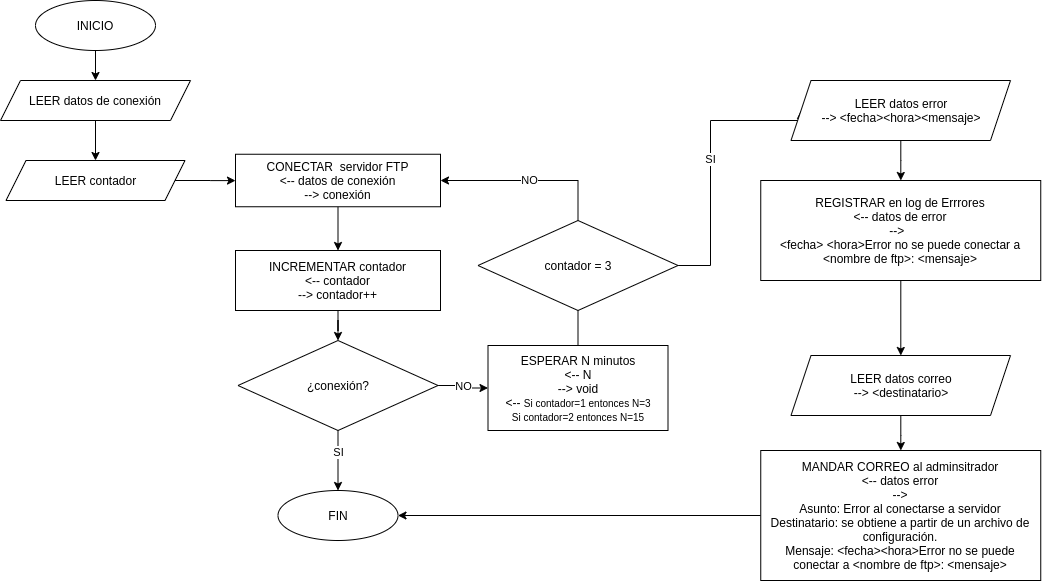 INICIO
LEER datos de conexión
LEER contador
CONECTAR servidor FTP
<-- datos de conexión
--> conexión
INCREMENTAR contador
<-- contador
--> contador++
¿conexión?
SI
FIN
NO
ESPERAR N minutos
<-- N
--> void
<-- Si contador=1 entonces N=3
Si contador=2 entonces N=15
contador = 3
NO
SI
LEER datos error
--> <fecha><hora><mensaje>
REGISTRAR en log de Errrores
<-- datos de error
-->
<fecha> <hora>Error no se puede conectar a
<nombre de ftp>: <mensaje>
LEER datos correo
--> <destinatario>
MANDAR CORREO al adminsitrador
<-- datos error
-->
Asunto: Error al conectarse a servidor
Destinatario: se obtiene a partir de un archivo de
configuración.
Mensaje: <fecha><hora>Error no se puede
conectar a <nombre de ftp>: <mensaje>